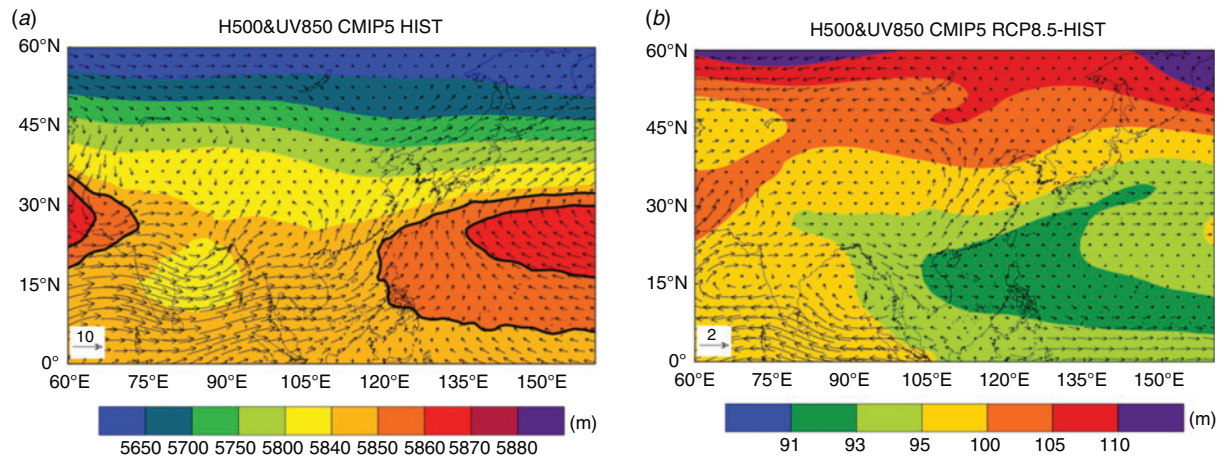 (a)
H500&UV850 CMIP5 HIST
60°N
45°N
30°N
15°N
0°
10
60°E 75°E 90°E 105°E 120°E 135°E 150°E
5650 5700 5750 5800 5840 5850 5860 5870 5880 (m)
(b)
H500&UV850 CMIP5 RCP8.5-HIST
60°N
45°N
30°N
15°N
0°
2
60°E 75°E 90°E 105°E 120°E 135°E 150°E
91 93 95 100 105 110 (m)